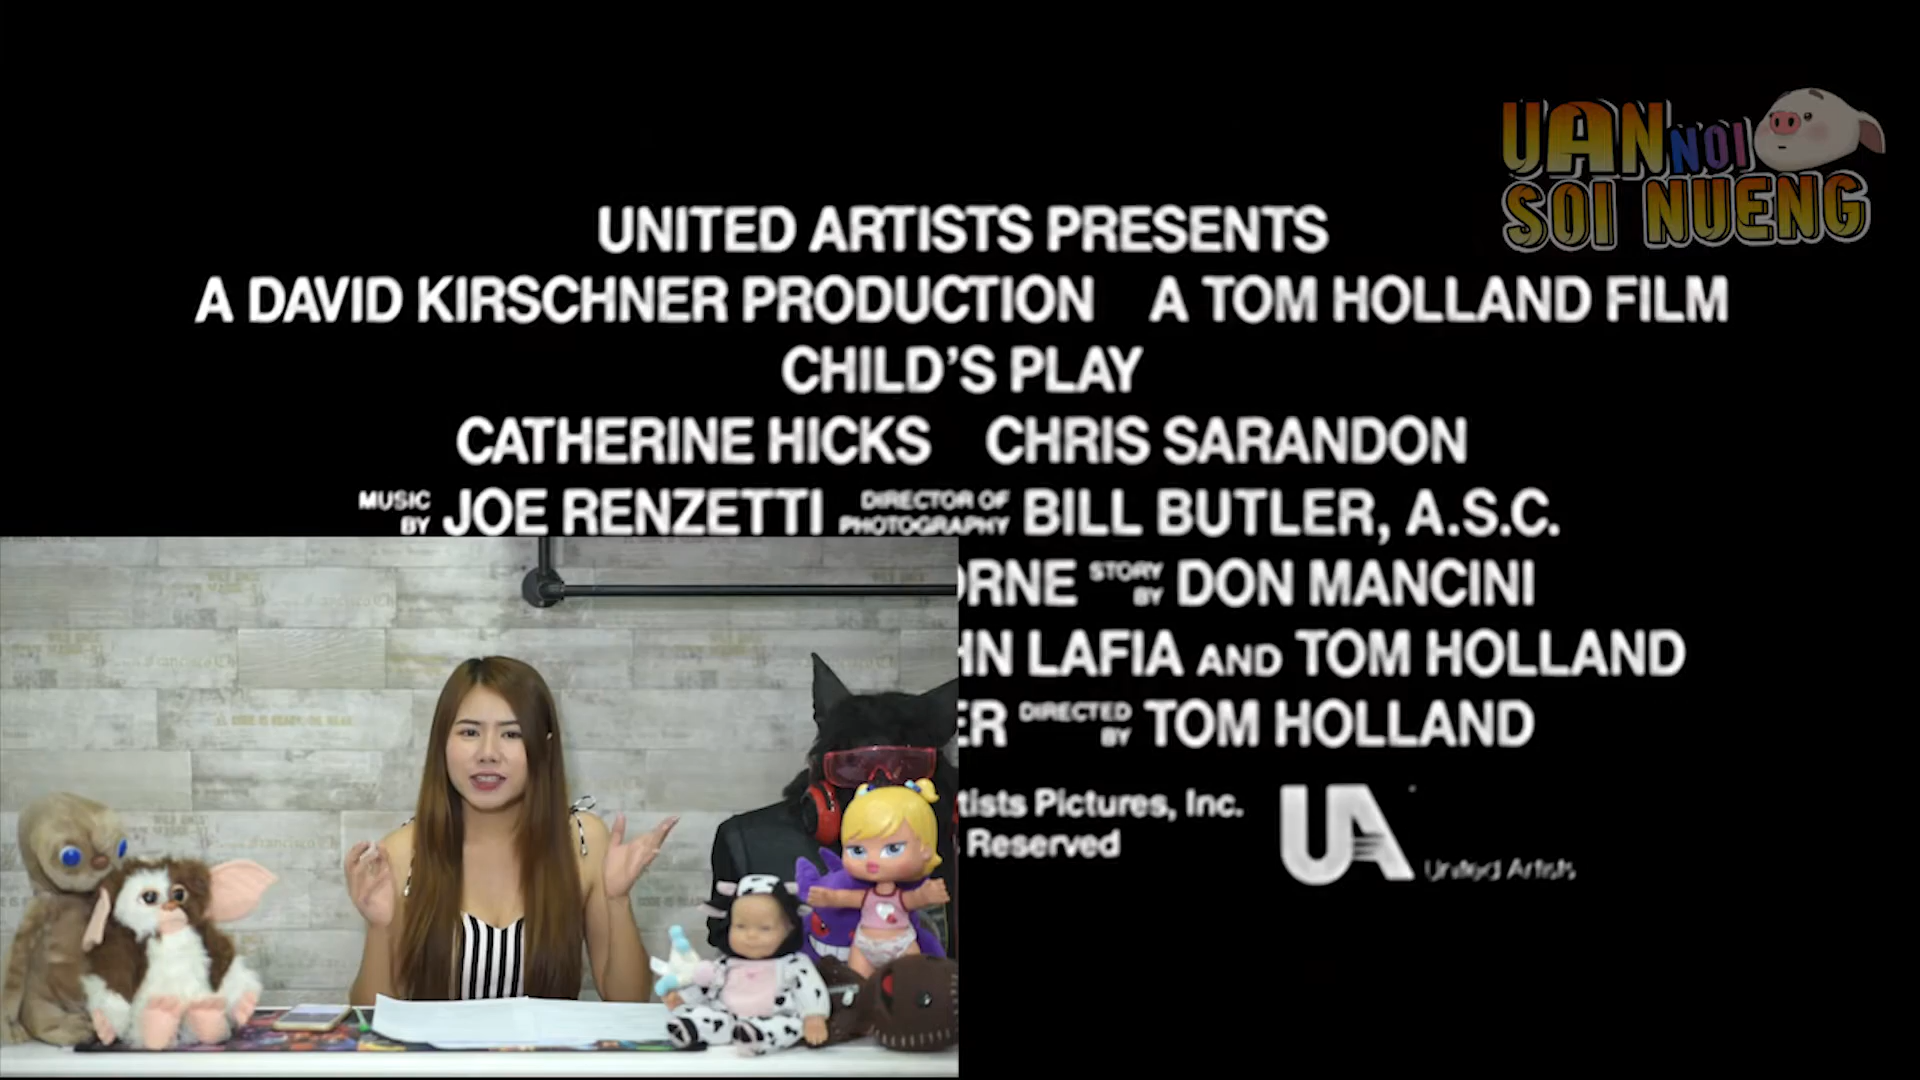 UAN NOI
SOI NUENG
UNITED ARTISTS PRESENTS
A DAVID KIRSCHNER PRODUCTION A TOM HOLLAND FILM
CHILD'S PLAY
CATHERINE HICKS CHRIS SARANDON
MUSIC BY JOE RENZETTI DIRECTOR OF PHOTOGRAPHY BILL BUTLER, A.S.C.
ORNE STORY BY DON MANCINI
HN LAFIA AND TOM HOLLAND
ER DIRECTED BY TOM HOLLAND
tists Pictures, Inc.
Reserved
UA
United Artists